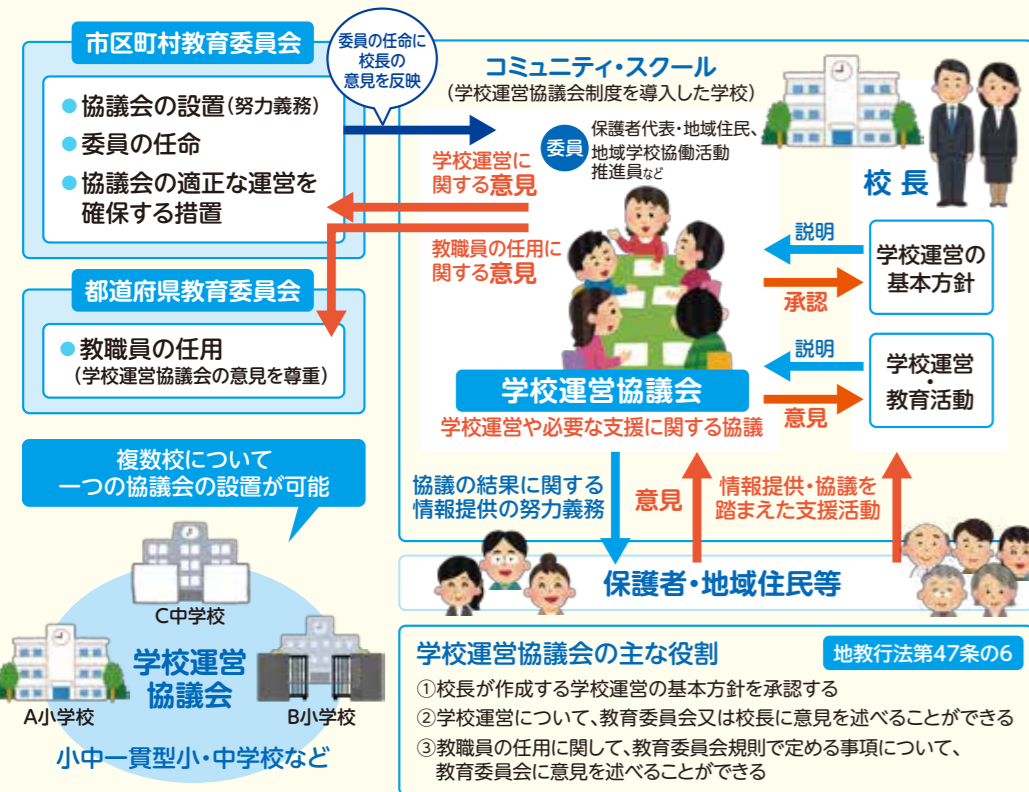 市区町村教育委員会
●協議会の設置(努力義務)
●委員の任命
●協議会の適正な運営を
確保する措置
委員の任命に
校長の
意見を反映
都道府県教育委員会
●教職員の任用
(学校運営協議会の意見を尊重)
学校運営に
関する意見
教職員の任用に
関する意見
コミュニティ・スクール
(学校運営協議会制度を導入した学校)
委員
保護者代表・地域住民、
地域学校協働活動
推進員など
校長
説明
承認
学校運営の
基本方針
説明
意見
学校運営
・
教育活動
学校運営協議会
学校運営や必要な支援に関する協議
協議の結果に関する
情報提供の努力義務
意見
情報提供・協議を
踏まえた支援活動
保護者・地域住民等
複数校について
一つの協議会の設置が可能
C中学校
学校運営
協議会
A小学校
B小学校
小中一貫型小・中学校など
学校運営協議会の主な役割
地教行法第47条の6
①校長が作成する学校運営の基本方針を承認する
②学校運営について、教育委員会又は校長に意見を述べることができる
③教職員の任用に関して、教育委員会規則で定める事項について、
教育委員会に意見を述べることができる